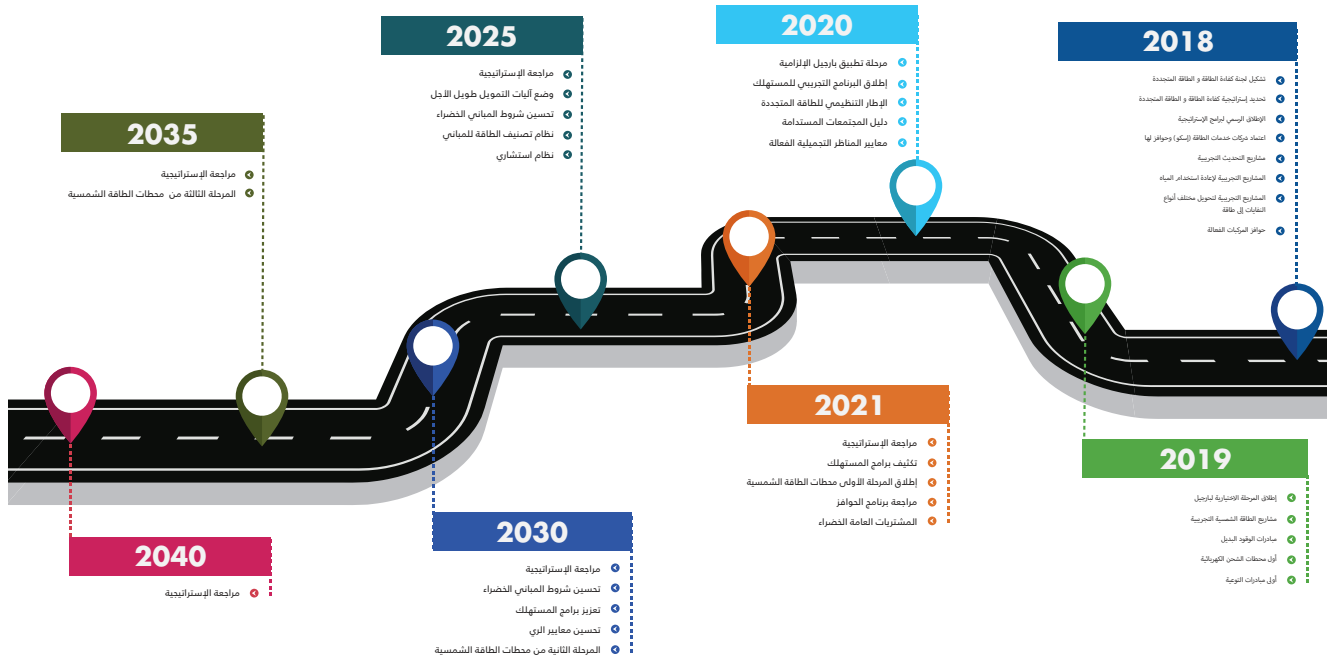 2018
تشكيل لجنة كفاءة الطاقة و الطاقة المتجددة
تحديد إستراتيجية كفاءة الطاقة و الطاقة المتجددة
الإطلاق الرسمي لبرامج الإستراتيجية
اعتماد شركات خدمات الطاقة (إسكو) وحوافز لها
مشاريع التحديث التجريبية
المشاريع التجريبية لإعادة استخدام المياه
المشاريع التجريبية لتحويل مختلف أنواع
النفايات إلى طاقة
حوافز المركبات الفعالة
2019
إطلاق المرحلة الاختيارية لبارجيل
مشاريع الطاقة الشمسية التجريبية
مبادرات الوقود البديل
أول محطات الشحن الكهربائية
أولى مبادرات التوعية
2020
مرحلة تطبيق بارجيل الإلزامية
إطلاق البرنامج التجريبي للمستهلك
الإطار التنظيمي للطاقة المتجددة
دليل المجتمعات المستدامة
معايير المناظر التجميلية الفعالة
2021
مراجعة الإستراتيجية
تكثيف برامج المستهلك
إطلاق المرحلة الأولى محطات الطاقة الشمسية
مراجعة برنامج الحوافز
المشتريات العامة الخضراء
2025
مراجعة الإستراتيجية
وضع آليات التمويل طويل الأجل
تحسين شروط المباني الخضراء
نظام تصنيف الطاقة للمباني
نظام استشاري
2030
مراجعة الإستراتيجية
تحسين شروط المباني الخضراء
تعزيز برامج المستهلك
تحسين معايير الري
المرحلة الثانية من محطات الطاقة الشمسية
2035
مراجعة الإستراتيجية
المرحلة الثالثة من محطات الطاقة الشمسية
2040
مراجعة الإستراتيجية